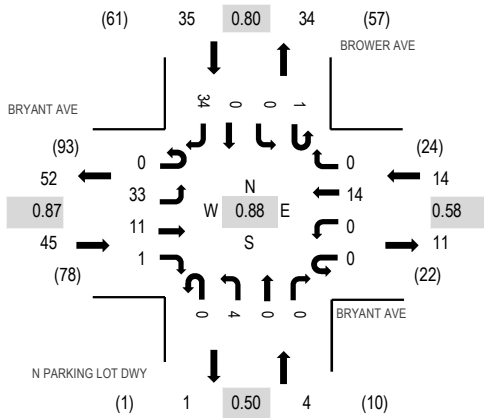 (61) 35 0.80 34 (57)
BROWER AVE
34 0 0 1
BRYANT AVE
(93) 0 0 (24)
52 33 N 14 14
0.87 W 0.88 E 0.58
45 11 S 0 11
(78) 1 0 (22)
0 4 0 0
BRYANT AVE
N PARKING LOT DWY
(1) 1 0.50 4 (10)